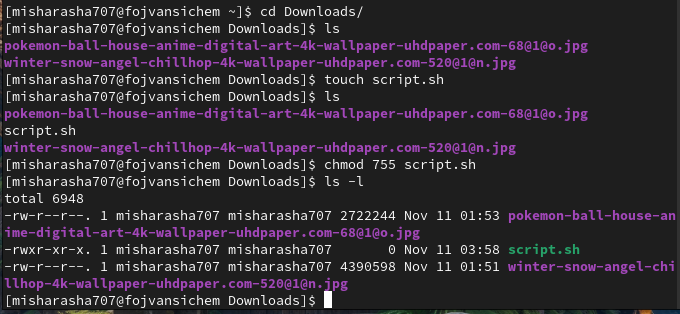 [misharasha707@fojvansichem ~]$ cd Downloads/
[misharasha707@fojvansichem Downloads]$ ls
pokemon-ball-house-anime-digital-art-4k-wallpaper-uhdpaper.com-68@1@o.jpg
winter-snow-angel-chillhop-4k-wallpaper-uhdpaper.com-520@1@n.jpg
[misharasha707@fojvansichem Downloads]$ touch script.sh
[misharasha707@fojvansichem Downloads]$ ls
pokemon-ball-house-anime-digital-art-4k-wallpaper-uhdpaper.com-68@1@o.jpg
script.sh
winter-snow-angel-chillhop-4k-wallpaper-uhdpaper.com-520@1@n.jpg
[misharasha707@fojvansichem Downloads]$ chmod 755 script.sh
[misharasha707@fojvansichem Downloads]$ ls -l
total 6948
-rw-r--r--. 1 misharasha707 misharasha707 2722244 Nov 11 01:53 pokemon-ball-house-an
ime-digital-art-4k-wallpaper-uhdpaper.com-68@1@o.jpg
-rwxr-xr-x. 1 misharasha707 misharasha707       0 Nov 11 03:58 script.sh
-rw-r--r--. 1 misharasha707 misharasha707 4390598 Nov 11 01:51 winter-snow-angel-chi
llhop-4k-wallpaper-uhdpaper.com-520@1@n.jpg
[misharasha707@fojvansichem Downloads]$